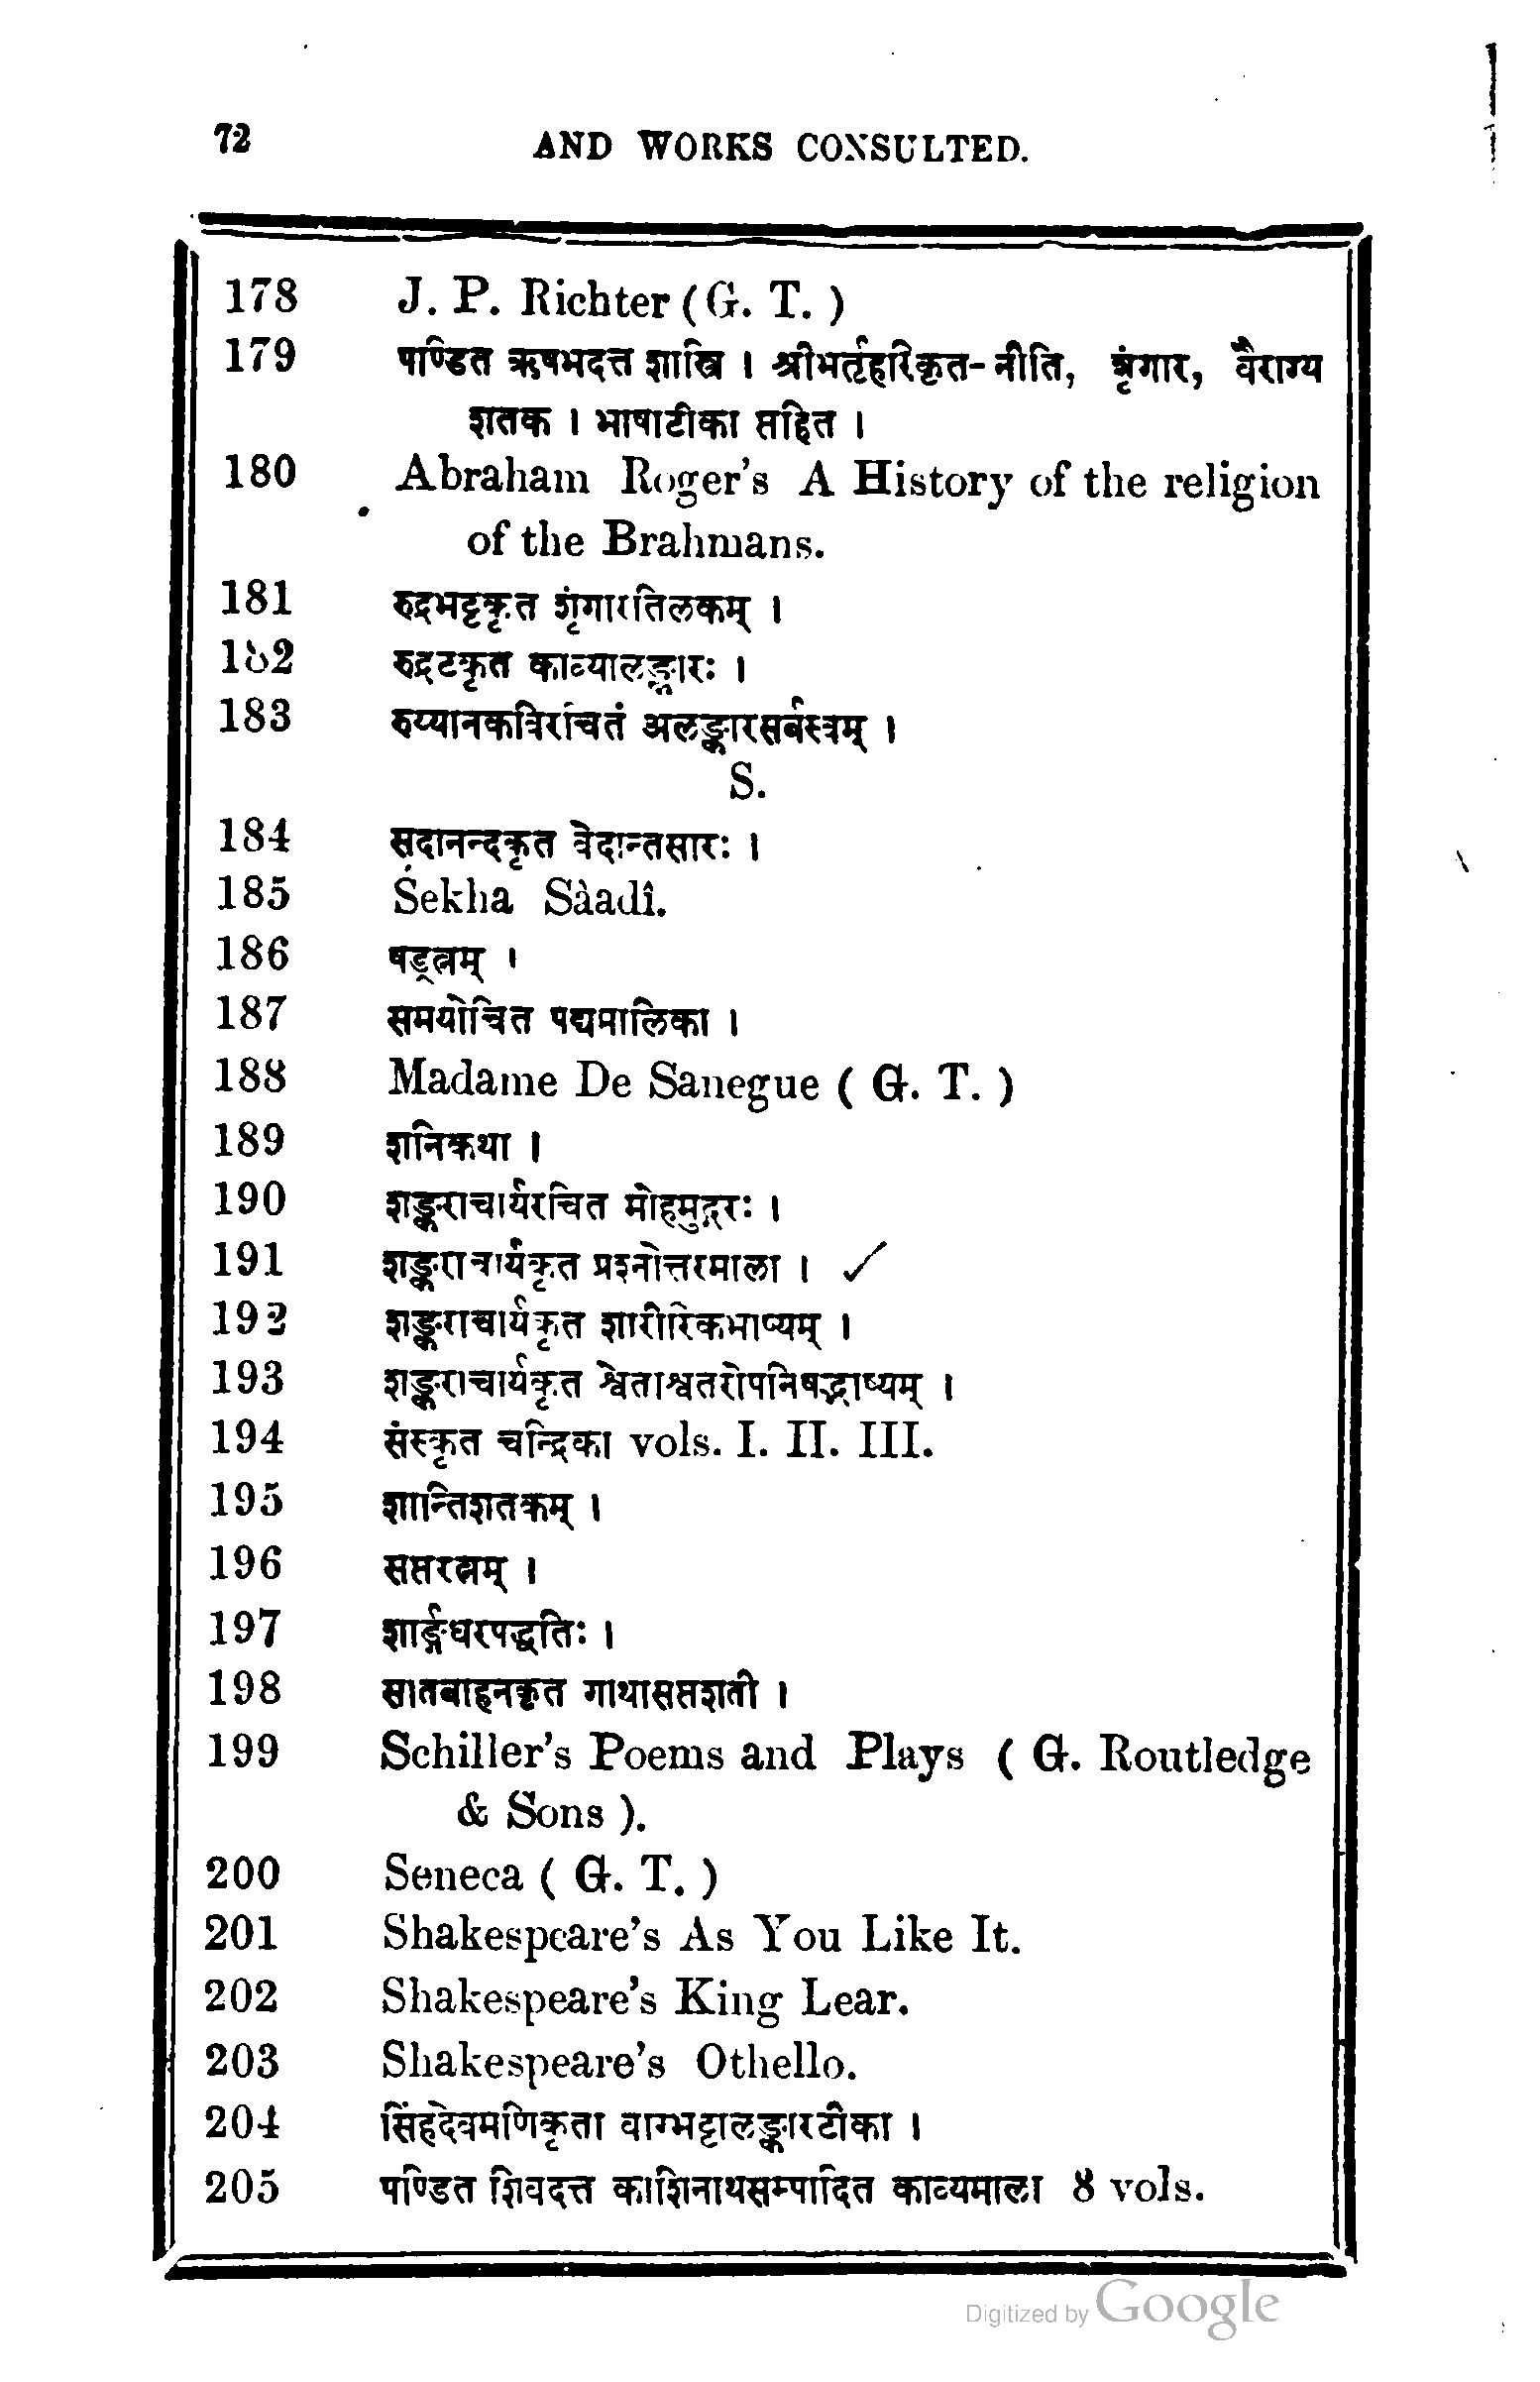 72 AND WORKS CONSULTED.
178 J. P. Richter (G. T.)
179 पण्डित ऋषभदत्त शास्त्रि । श्रीभर्तृहरिकृत- नीति, शृंगार, वैराग्य
शतक । भाषाटीका सहित ।
180 Abraham Roger's A History of the religion
of the Brahmans.
181 रुद्रभट्टकृत शृंगारतिलकम् ।
182 रुद्रटकृत काव्यालङ्कारः ।
183 रुय्यानकविरचितं अलङ्कारसर्वस्वम् ।
S.
184 सदानन्दकृत वेदान्तसारः ।
185 Śekha Sàadî.
186 षड्रत्नम् ।
187 समयोचित पद्यमालिका ।
188 Madame De Sanegue ( G. T. )
189 शनिकथा ।
190 शङ्कराचार्यरचित मोहमुद्गरः ।
191 शङ्कराचार्यकृत प्रश्नोत्तरमाला । ✓
192 शङ्कराचार्यकृत शारीरिकभाष्यम् ।
193 शङ्कराचार्यकृत श्वेताश्वतरोपनिषद्भाष्यम् ।
194 संस्कृत चन्द्रिका vols. I. II. III.
195 शान्तिशतकम् ।
196 सप्तरत्नम् ।
197 शार्ङ्गधरपद्धतिः ।
198 सातबाहनकृत गाथासप्तशती ।
199 Schiller's Poems and Plays ( G. Routledge
& Sons ).
200 Seneca ( G. T. )
201 Shakespeare's As You Like It.
202 Shakespeare's King Lear.
203 Shakespeare's Othello.
204 सिंहदेवमणिकृता वाग्भट्टालङ्कारटीका ।
205 पण्डित शिवदत्त काशिनाथसम्पादित काव्यमाला ४ vols.
Digitized by Google